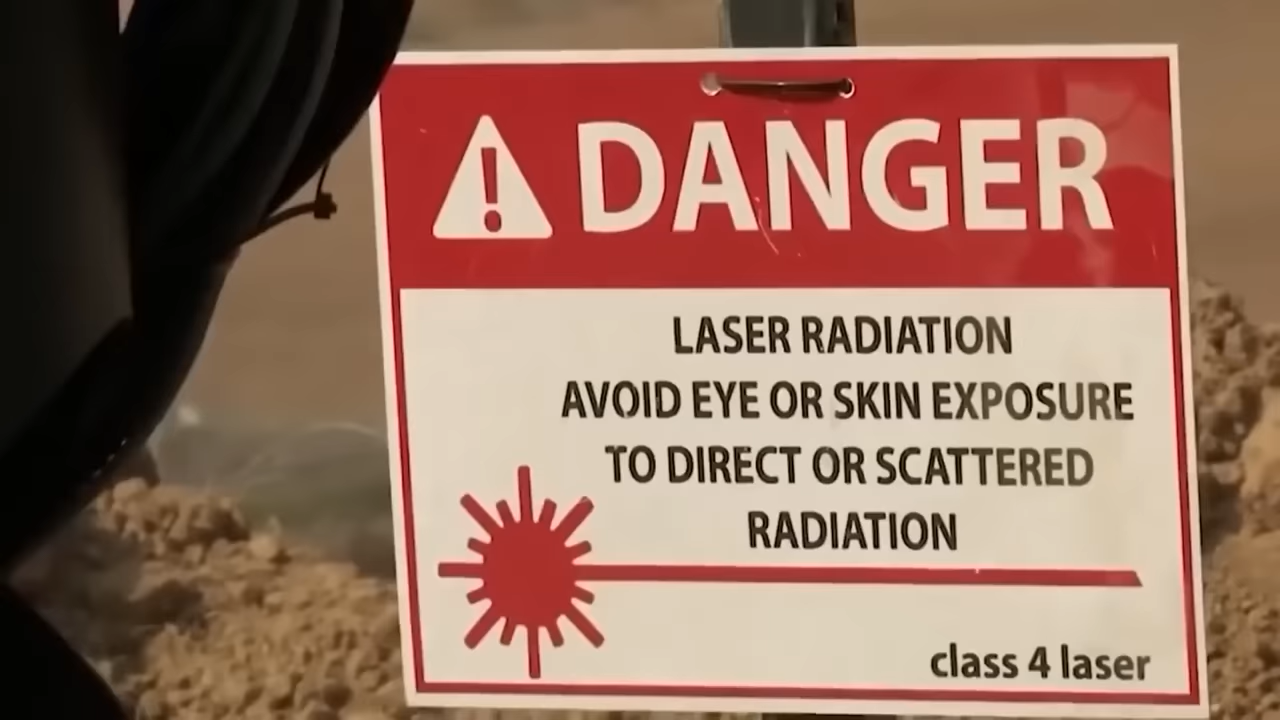 DANGER
LASER RADIATION
AVOID EYE OR SKIN EXPOSURE
TO DIRECT OR SCATTERED
RADIATION
class 4 laser